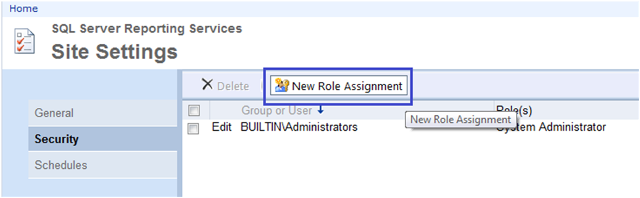 Home
SQL Server Reporting Services
Site Settings
Delete New Role Assignment
General
Security
Schedules
Group or User Role(s)
Edit BUILTIN\Administrators System Administrator
New Role Assignment